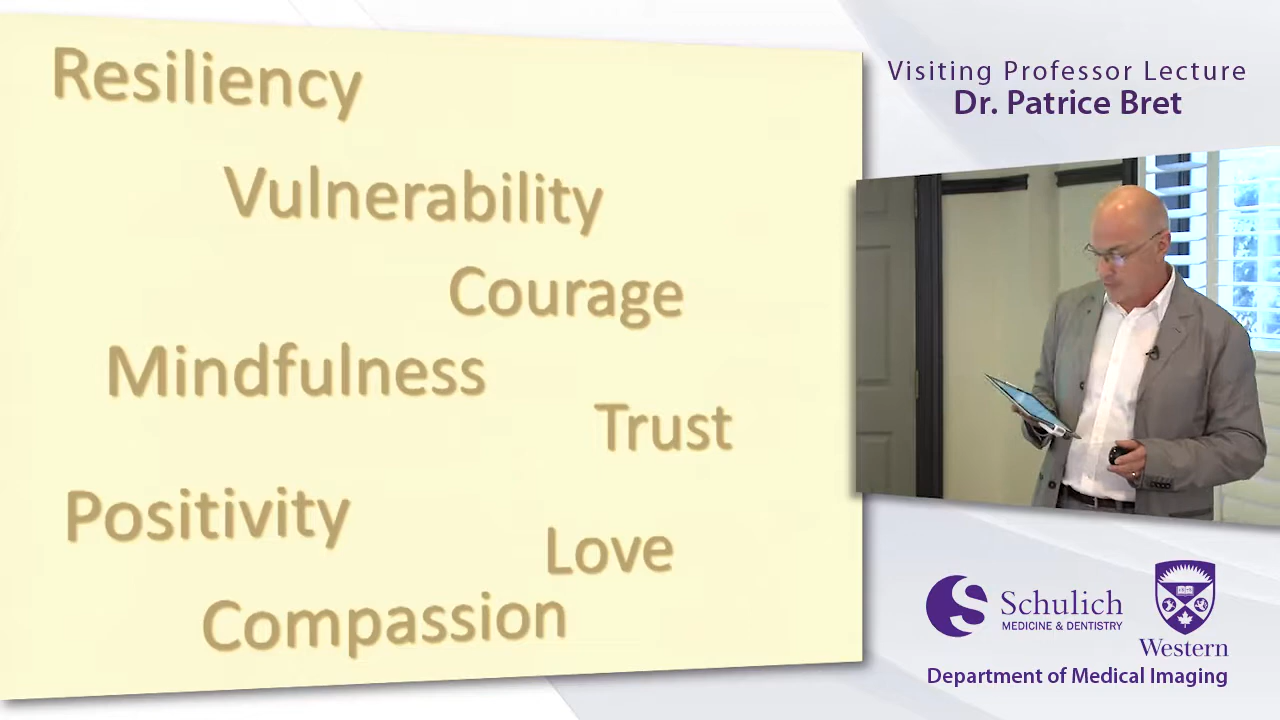 Resiliency
Vulnerability
Courage
Mindfulness
Trust
Positivity
Love
Compassion
Visiting Professor Lecture
Dr. Patrice Bret
Schulich
MEDICINE & DENTISTRY
Western
Department of Medical Imaging